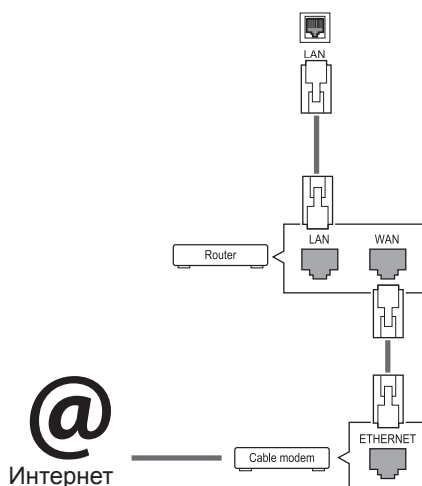 LAN
LAN WAN
Router
ETHERNET
@
Cable modem
Интернет